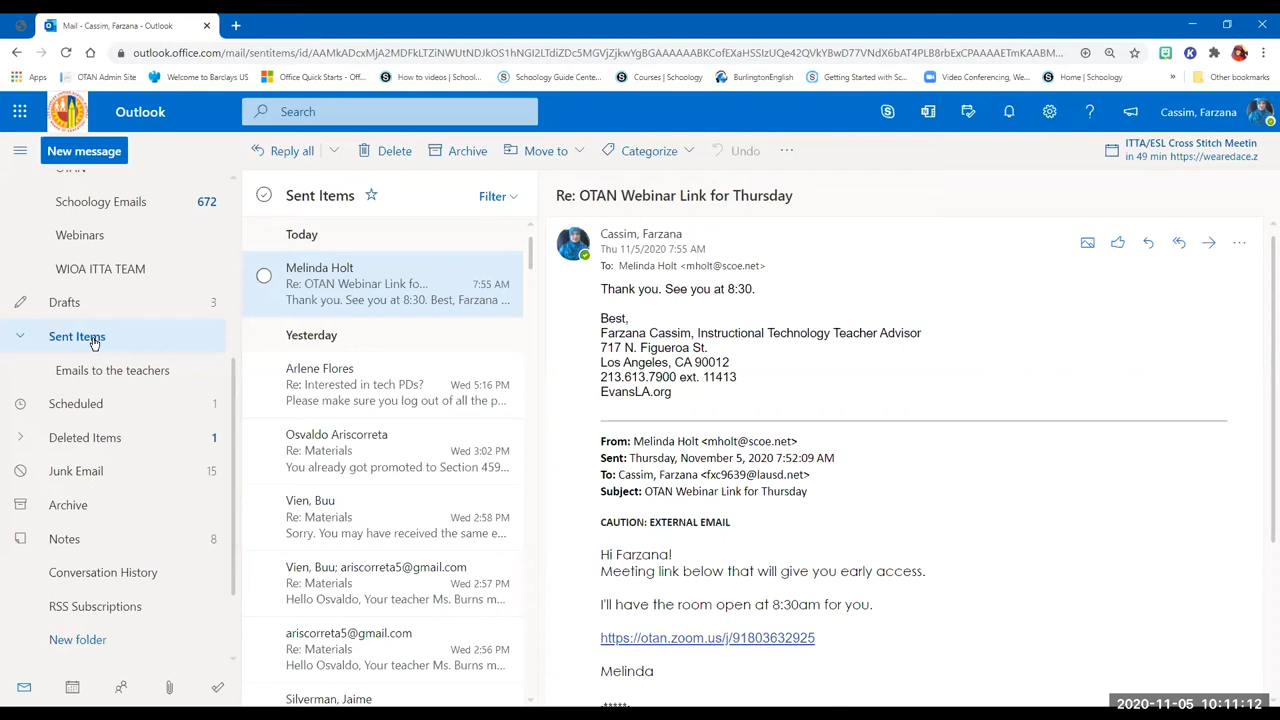 Mail - Cassim, Farzana - Outlook
outlook.office.com/mail/sentitems/id/AAMkADcxMjA2MDFkLTZiNWUtNDJkOS1hNGI2LTdiZDc5MGVjZjkwYgBGAAAAAABKCofEXaHSSIzUQe42QVkYBwD77VNdX6bAT4PLB8rbExCPAAAAETmKAABM...
Apps
OTAN Admin Site
Welcome to Barclays US
Office Quick Starts - Off...
How to videos | School...
Schoology Guide Cente...
Courses | Schoology
BurlingtonEnglish
Getting Started with Sc...
Video Conferencing, We...
Home | Schoology
»
Other bookmarks
Outlook
Search
Cassim, Farzana
New message
Reply all
Delete
Archive
Move to
Categorize
Undo
ITTA/ESL Cross Stitch Meetin
in 49 min https://wearedace.z
OTAN
Schoology Emails 672
Webinars
WIOA ITTA TEAM
Drafts 3
Sent Items
Emails to the teachers
Scheduled 1
Deleted Items 1
Junk Email 15
Archive
Notes 8
Conversation History
RSS Subscriptions
New folder
Sent Items
Filter
Today
Melinda Holt
Re: OTAN Webinar Link fo... 7:55 AM
Thank you. See you at 8:30. Best, Farzana ...
Yesterday
Arlene Flores
Re: Interested in tech PDs? Wed 5:16 PM
Please make sure you log out of all the p...
Osvaldo Ariscorreta
Re: Materials Wed 3:02 PM
You already got promoted to Section 459...
Vien, Buu
Re: Materials Wed 2:58 PM
Sorry. You may have received the same e...
Vien, Buu; ariscorreta5@gmail.com
Re: Materials Wed 2:57 PM
Hello Osvaldo, Your teacher Ms. Burns m...
ariscorreta5@gmail.com
Re: Materials Wed 2:56 PM
Hello Osvaldo, Your teacher Ms. Burns m...
Silverman, Jaime
Re: OTAN Webinar Link for Thursday
Cassim, Farzana
Thu 11/5/2020 7:55 AM
To: Melinda Holt <mholt@scoe.net>
Thank you. See you at 8:30.
Best,
Farzana Cassim, Instructional Technology Teacher Advisor
717 N. Figueroa St.
Los Angeles, CA 90012
213.613.7900 ext. 11413
EvansLA.org
From: Melinda Holt <mholt@scoe.net>
Sent: Thursday, November 5, 2020 7:52:09 AM
To: Cassim, Farzana <fxc9639@lausd.net>
Subject: OTAN Webinar Link for Thursday
CAUTION: EXTERNAL EMAIL
Hi Farzana!
Meeting link below that will give you early access.
I'll have the room open at 8:30am for you.
https://otan.zoom.us/j/91803632925
Melinda
*****
2020-11-05 10:11:12